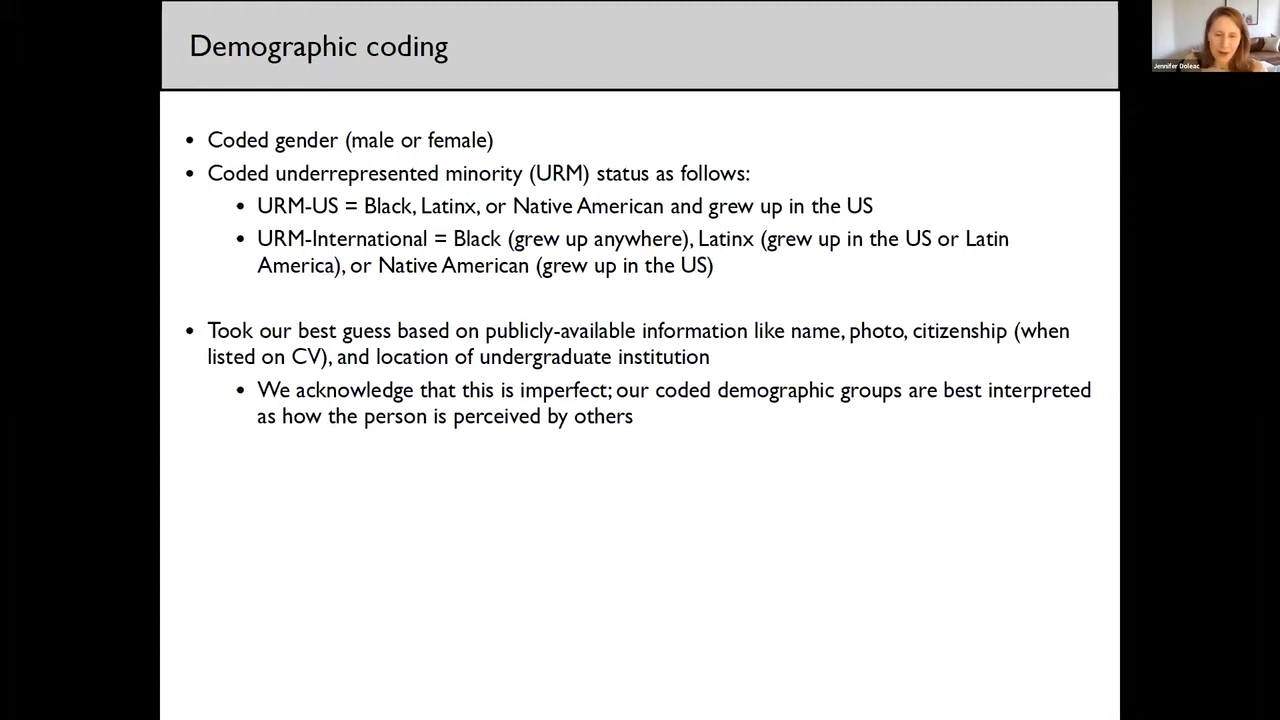 Demographic coding
Jennifer Doleac
• Coded gender (male or female)
• Coded underrepresented minority (URM) status as follows:
• URM-US = Black, Latinx, or Native American and grew up in the US
• URM-International = Black (grew up anywhere), Latinx (grew up in the US or Latin
America), or Native American (grew up in the US)
• Took our best guess based on publicly-available information like name, photo, citizenship (when
listed on CV), and location of undergraduate institution
• We acknowledge that this is imperfect; our coded demographic groups are best interpreted
as how the person is perceived by others